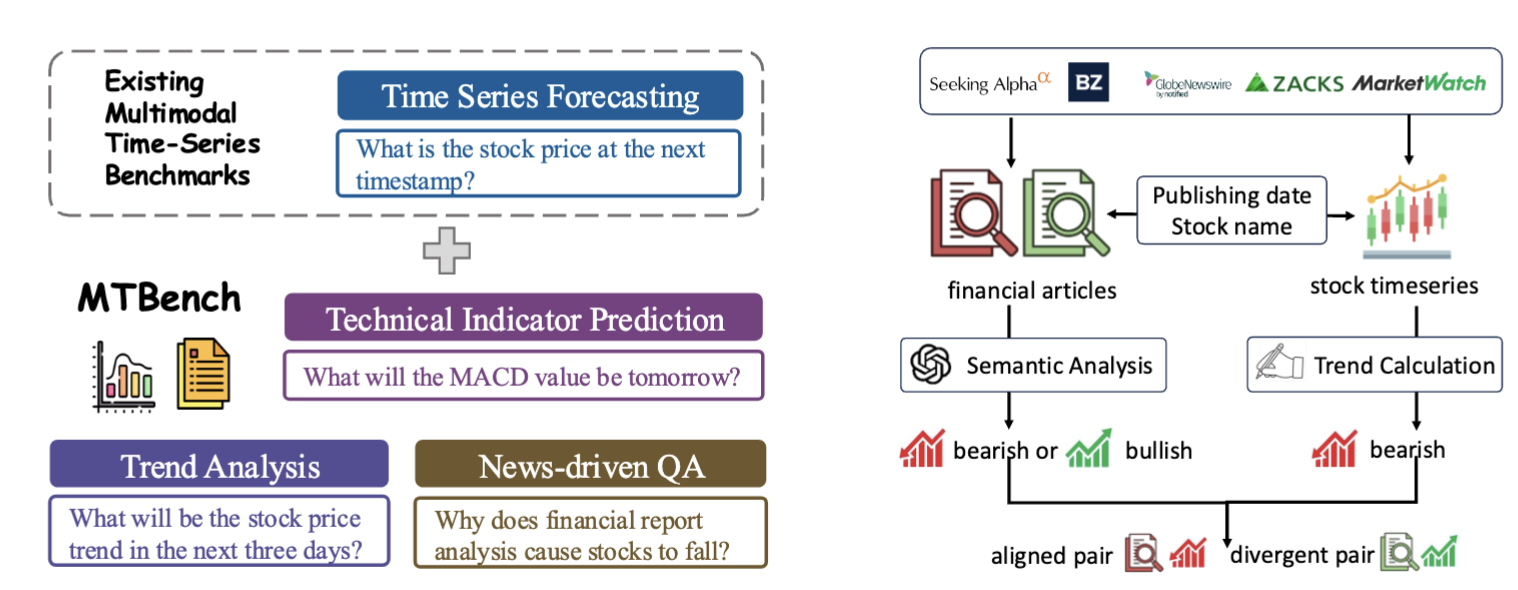 Existing
Multimodal
Time-Series
Benchmarks
Time Series Forecasting
What is the stock price at the next
timestamp?
MTBench
Technical Indicator Prediction
What will the MACD value be tomorrow?
Trend Analysis
What will be the stock price
trend in the next three days?
News-driven QA
Why does financial report
analysis cause stocks to fall?
Seeking Alphaα
BZ
GlobeNewswire
by notified
ZACKS
MarketWatch
Publishing date
Stock name
financial articles
stock timeseries
Semantic Analysis
Trend Calculation
bearish or
bullish
bearish
aligned pair
divergent pair